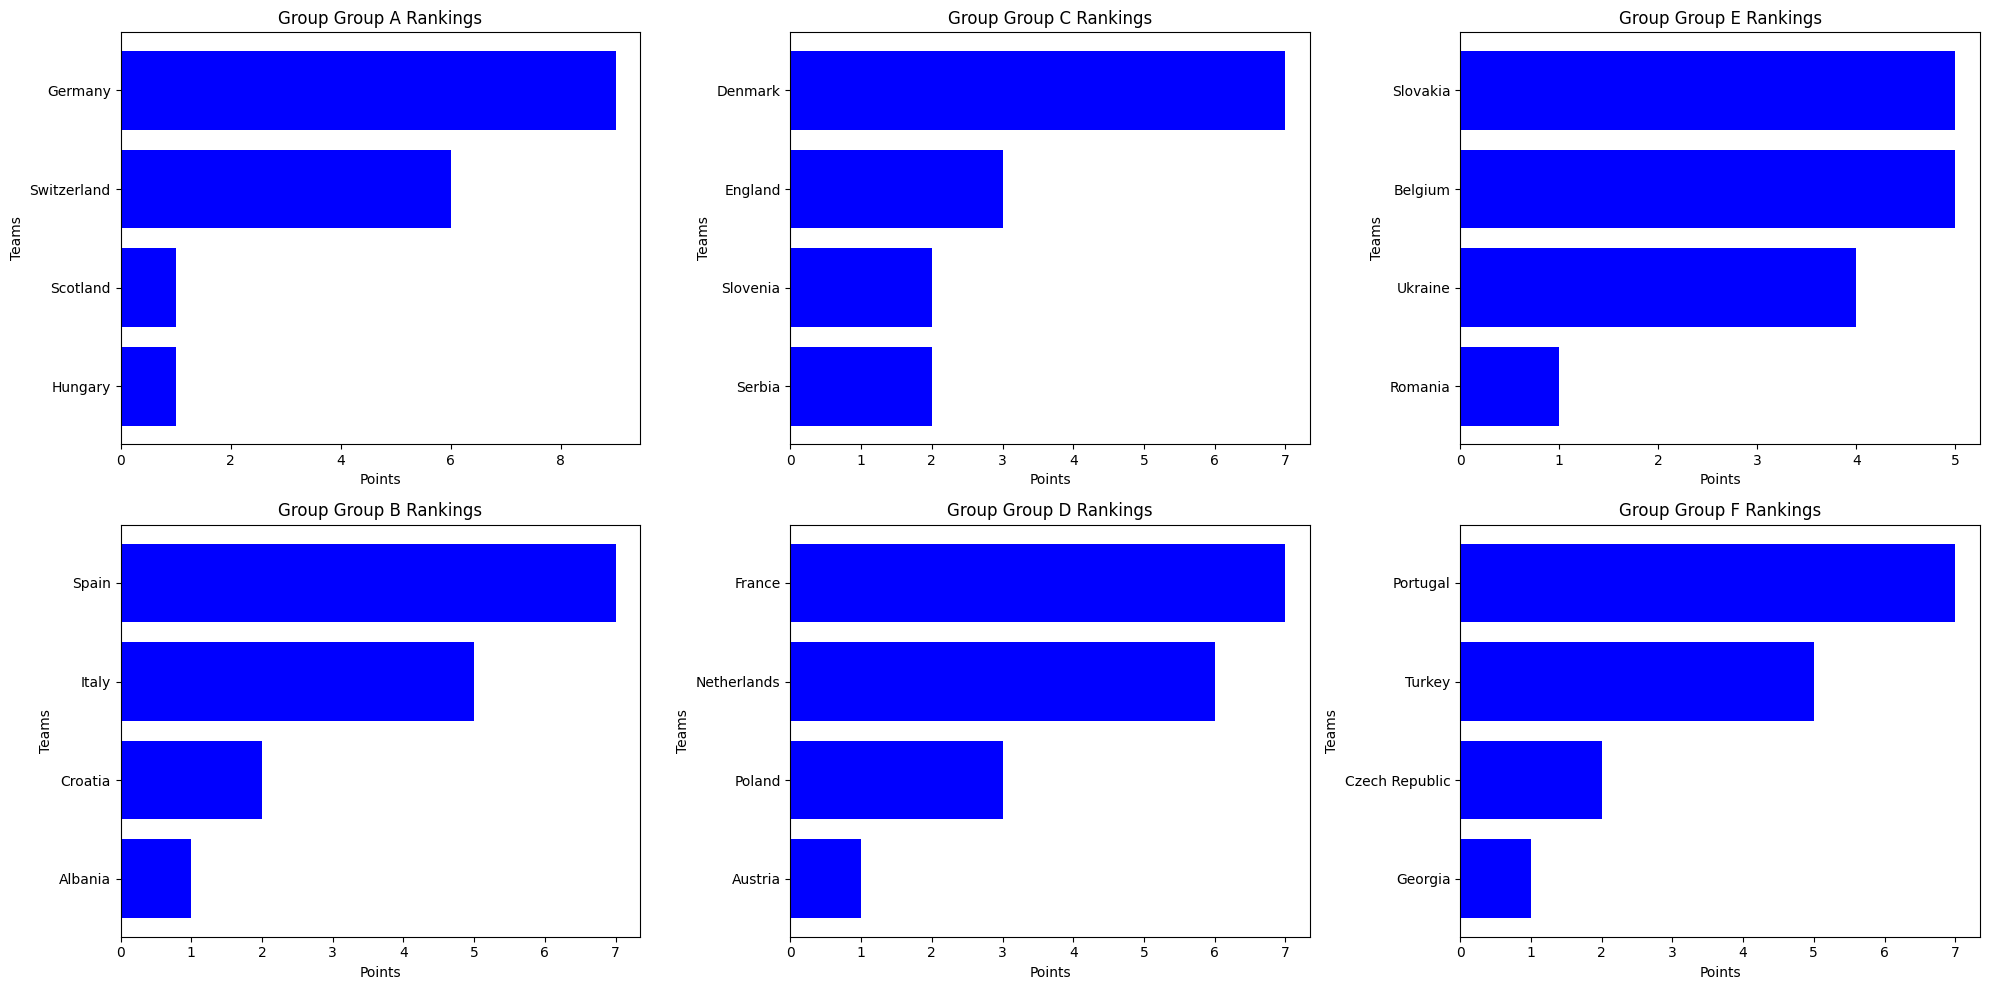 Group Group A Rankings
Germany
Switzerland
Scotland
Hungary
Teams
0 2 4 6 8
Points
Group Group C Rankings
Denmark
England
Slovenia
Serbia
Teams
0 1 2 3 4 5 6 7
Points
Group Group E Rankings
Slovakia
Belgium
Ukraine
Romania
Teams
0 1 2 3 4 5
Points
Group Group B Rankings
Spain
Italy
Croatia
Albania
Teams
0 1 2 3 4 5 6 7
Points
Group Group D Rankings
France
Netherlands
Poland
Austria
Teams
0 1 2 3 4 5 6 7
Points
Group Group F Rankings
Portugal
Turkey
Czech Republic
Georgia
Teams
0 1 2 3 4 5 6 7
Points